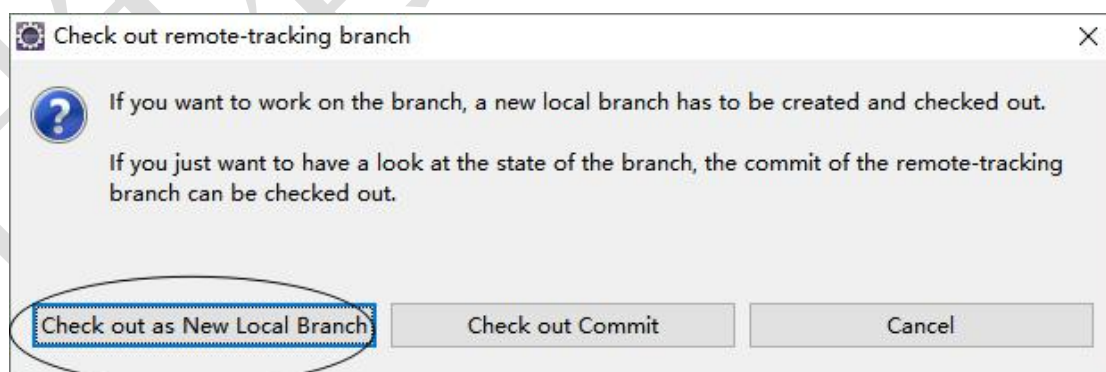 Check out remote-tracking branch
If you want to work on the branch, a new local branch has to be created and checked out.
If you just want to have a look at the state of the branch, the commit of the remote-tracking
branch can be checked out.
Check out as New Local Branch
Check out Commit
Cancel